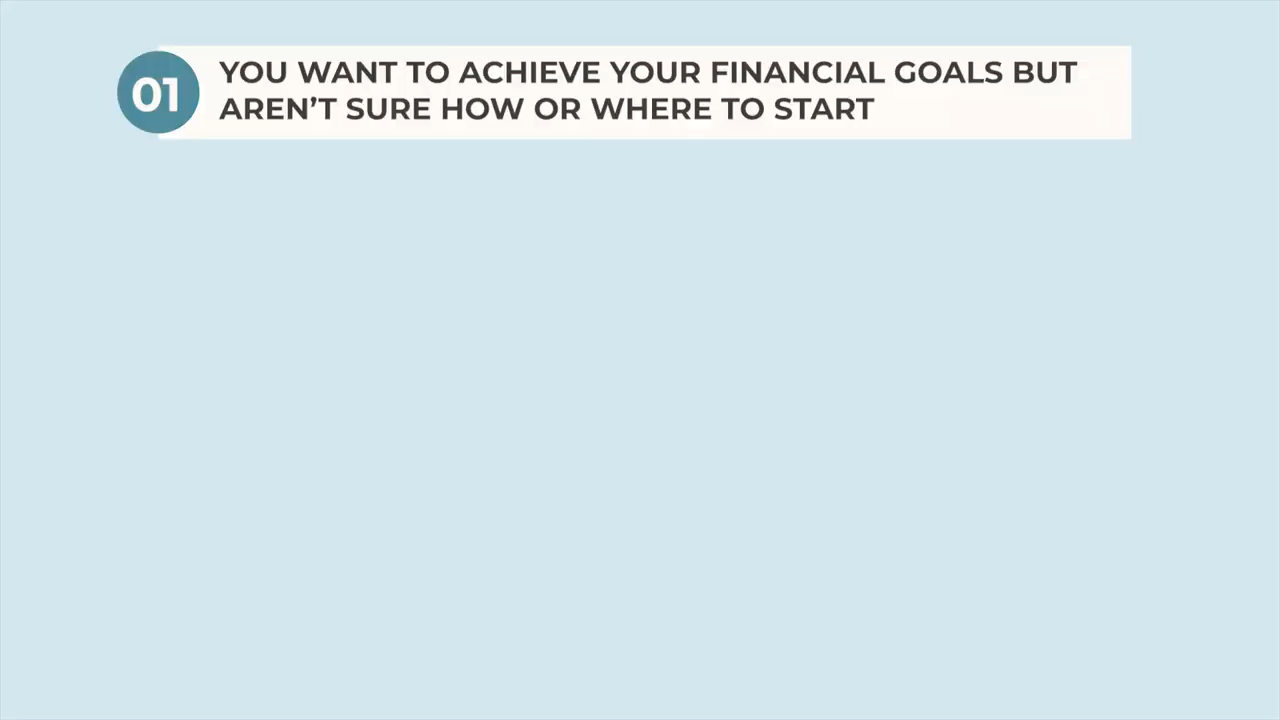 01
YOU WANT TO ACHIEVE YOUR FINANCIAL GOALS BUT
AREN’T SURE HOW OR WHERE TO START